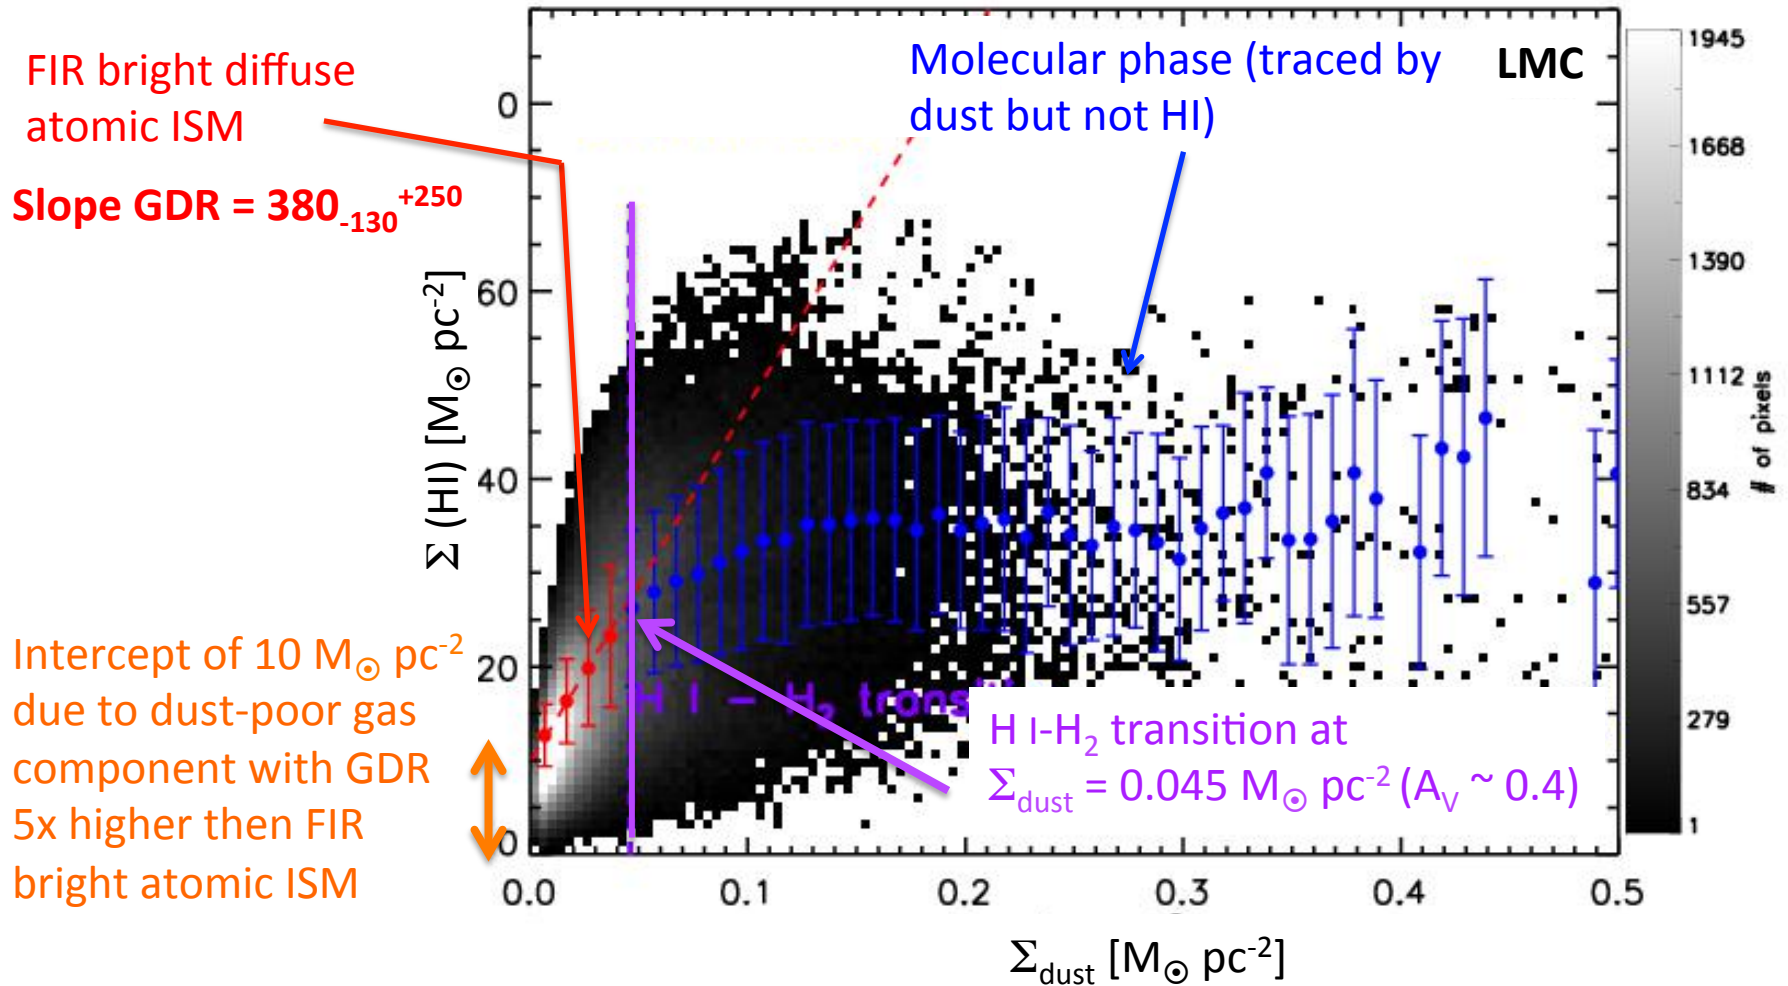 FIR bright diffuse
atomic ISM
Slope GDR = 380₋₁₃₀⁺²⁵⁰
Molecular phase (traced by
dust but not HI)
LMC
Intercept of 10 M☉ pc⁻²
due to dust-poor gas
component with GDR
5x higher then FIR
bright atomic ISM
H I – H₂ transi
H I-H₂ transition at
Σdust = 0.045 M☉ pc⁻² (A_V ~ 0.4)
Σ (HI) [M☉ pc⁻²]
0
60
40
20
0
0.0 0.1 0.2 0.3 0.4 0.5
Σdust [M☉ pc⁻²]
1945
1668
1390
1112
834
557
279
1
# of pixels